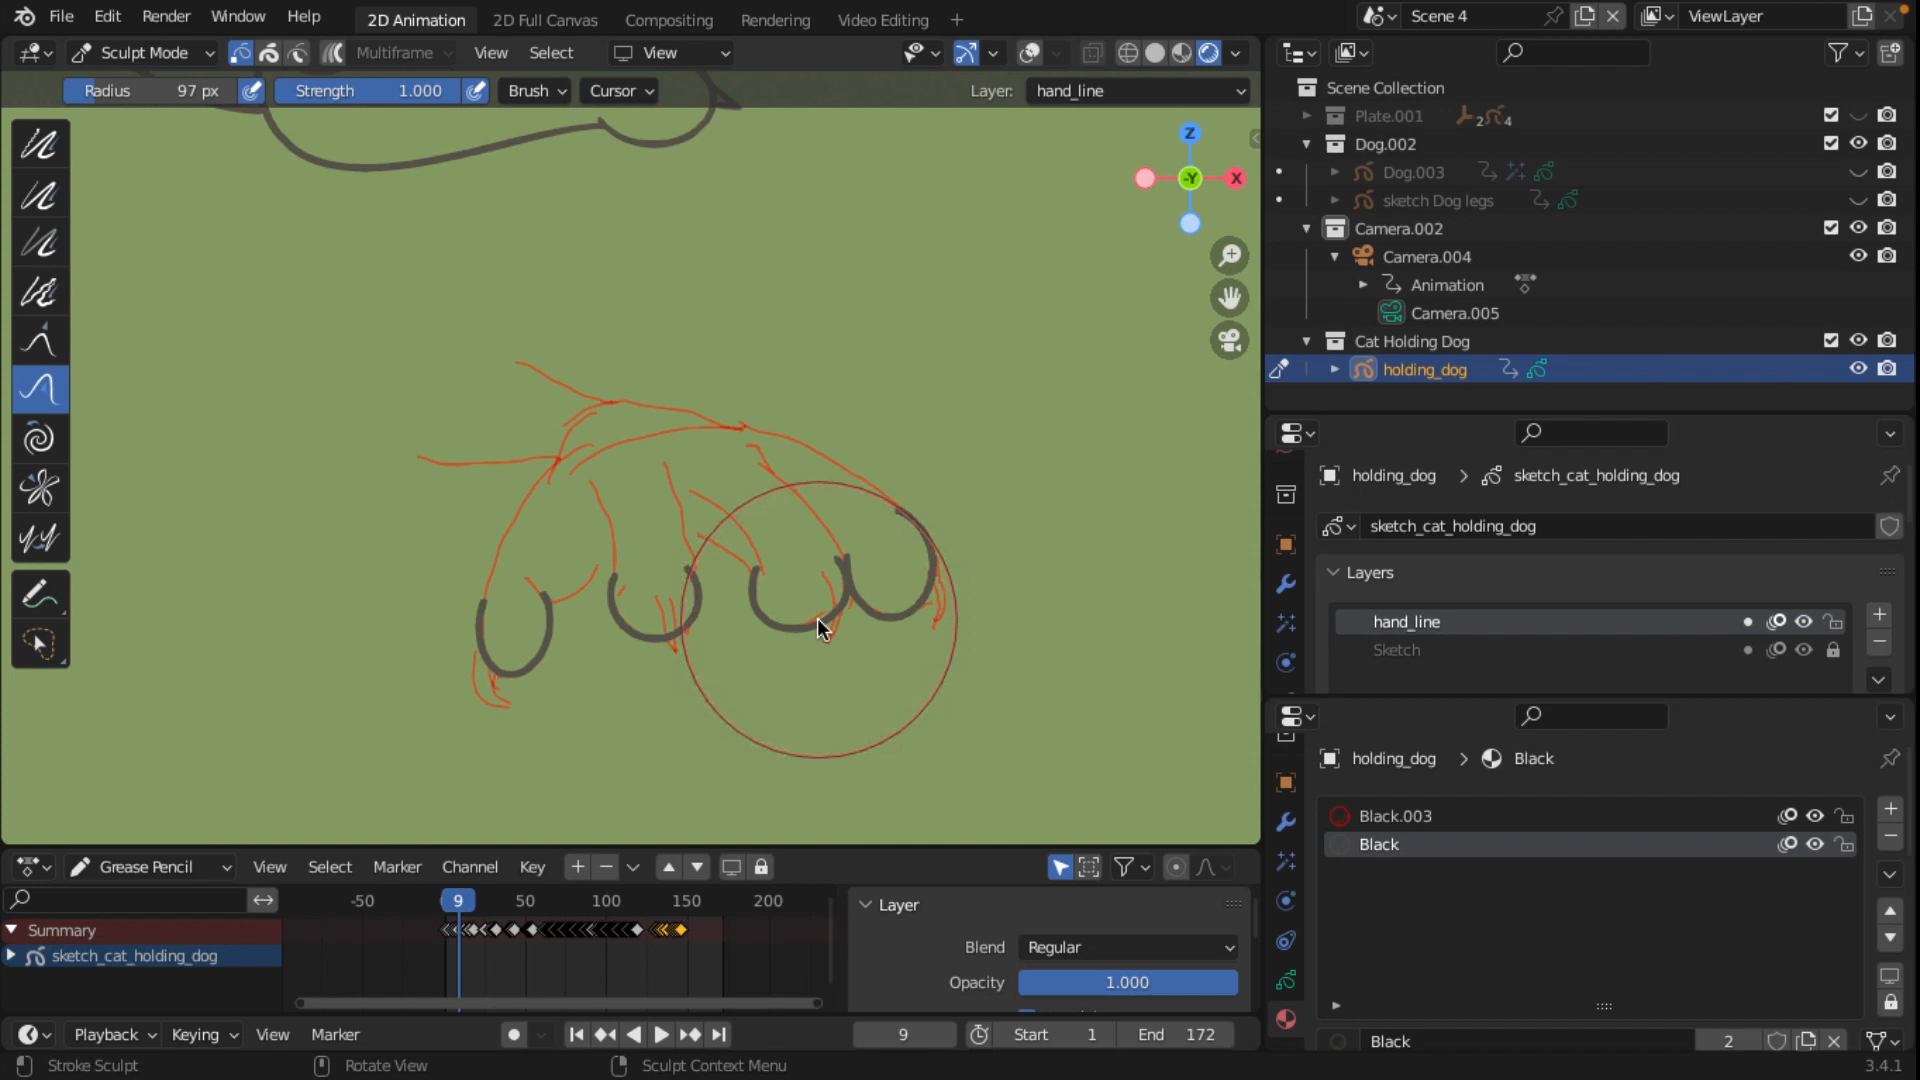 File Edit Render Window Help 2D Animation 2D Full Canvas Compositing Rendering Video Editing + Scene 4 ViewLayer
Sculpt Mode Multiframe View Select View
Radius 97 px Strength 1.000 Brush Cursor Layer: hand_line
Z
-Y X
Scene Collection
Plate.001 2 4
Dog.002
Dog.003
sketch Dog legs
Camera.002
Camera.004
Animation
Camera.005
Cat Holding Dog
holding_dog
holding_dog > sketch_cat_holding_dog
sketch_cat_holding_dog
Layers
hand_line
Sketch
holding_dog > Black
Black.003
Black
Black 2
Grease Pencil View Select Marker Channel Key
-50 9 50 100 150 200
Summary
sketch_cat_holding_dog
Layer
Blend Regular
Opacity 1.000
Playback Keying View Marker 9 Start 1 End 172
Stroke Sculpt Rotate View Sculpt Context Menu 3.4.1